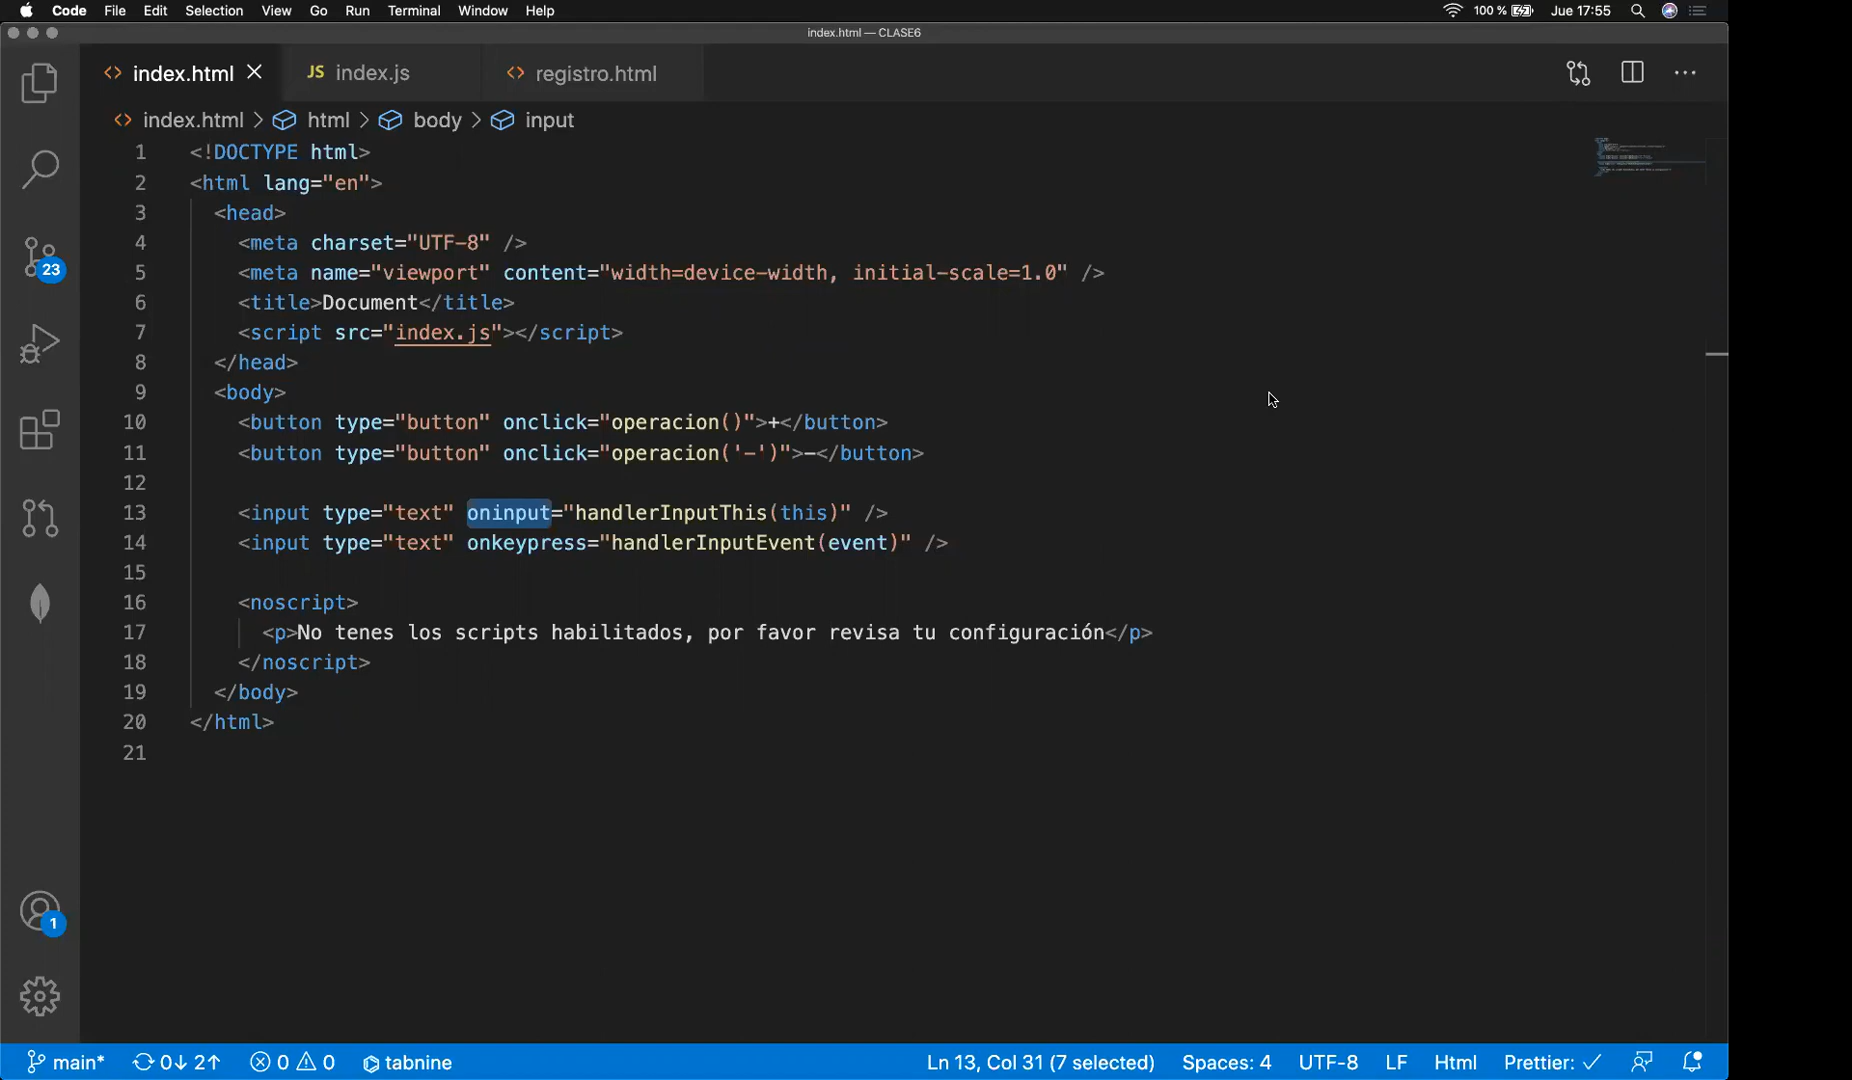 Code File Edit Selection View Go Run Terminal Window Help 100 % Jue 17:55
index.html — CLASE6
index.html JS index.js registro.html
index.html > html > body > input
1 <!DOCTYPE html>
2 <html lang="en">
3 <head>
4 <meta charset="UTF-8" />
5 <meta name="viewport" content="width=device-width, initial-scale=1.0" />
6 <title>Document</title>
7 <script src="index.js"></script>
8 </head>
9 <body>
10 <button type="button" onclick="operacion()">+</button>
11 <button type="button" onclick="operacion('-')">-</button>
12
13 <input type="text" oninput="handlerInputThis(this)" />
14 <input type="text" onkeypress="handlerInputEvent(event)" />
15
16 <noscript>
17 <p>No tenes los scripts habilitados, por favor revisa tu configuración</p>
18 </noscript>
19 </body>
20 </html>
21
23
1
main* 0↓ 2↑ 0 0 tabnine Ln 13, Col 31 (7 selected) Spaces: 4 UTF-8 LF Html Prettier: ✓